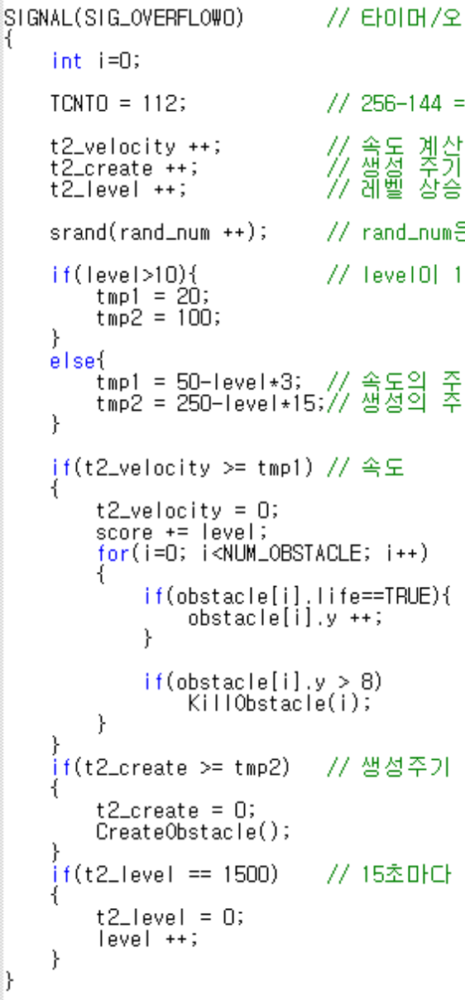 SIGNAL(SIG_OVERFLOW0) // 타이머/오
{
int i=0;
TCNT0 = 112; // 256-144 =
t2_velocity ++; // 속도 계산
t2_create ++; // 생성 주기
t2_level ++; // 레벨 상승
srand(rand_num ++); // rand_num은
if(level>10){ // level이 1
tmp1 = 20;
tmp2 = 100;
}
else{
tmp1 = 50-level*3; // 속도의 주
tmp2 = 250-level*15;// 생성의 주
}
if(t2_velocity >= tmp1) // 속도
{
t2_velocity = 0;
score += level;
for(i=0; i<NUM_OBSTACLE; i++)
{
if(obstacle[i].life==TRUE){
obstacle[i].y ++;
}
if(obstacle[i].y > 8)
KillObstacle(i);
}
}
if(t2_create >= tmp2) // 생성주기
{
t2_create = 0;
CreateObstacle();
}
if(t2_level == 1500) // 15초마다
{
t2_level = 0;
level ++;
}
}